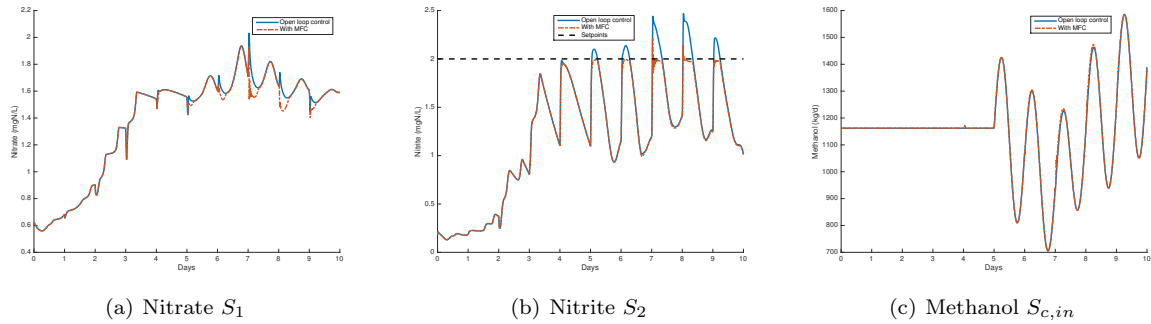 2.2
2
1.8
1.6
1.4
1.2
1
0.8
0.6
0.4
Nitrate (mgN/L)
Open loop control
With MFC
0 1 2 3 4 5 6 7 8 9 10
Days
(a) Nitrate S₁
2.5
2
1.5
1
0.5
0
Nitrite (mgN/L)
Open loop control
With MFC
Setpoints
0 1 2 3 4 5 6 7 8 9 10
Days
(b) Nitrite S₂
1600
1500
1400
1300
1200
1100
1000
900
800
700
Methanol (kg/d)
Open loop control
With MFC
0 1 2 3 4 5 6 7 8 9 10
Days
(c) Methanol S_{c,in}